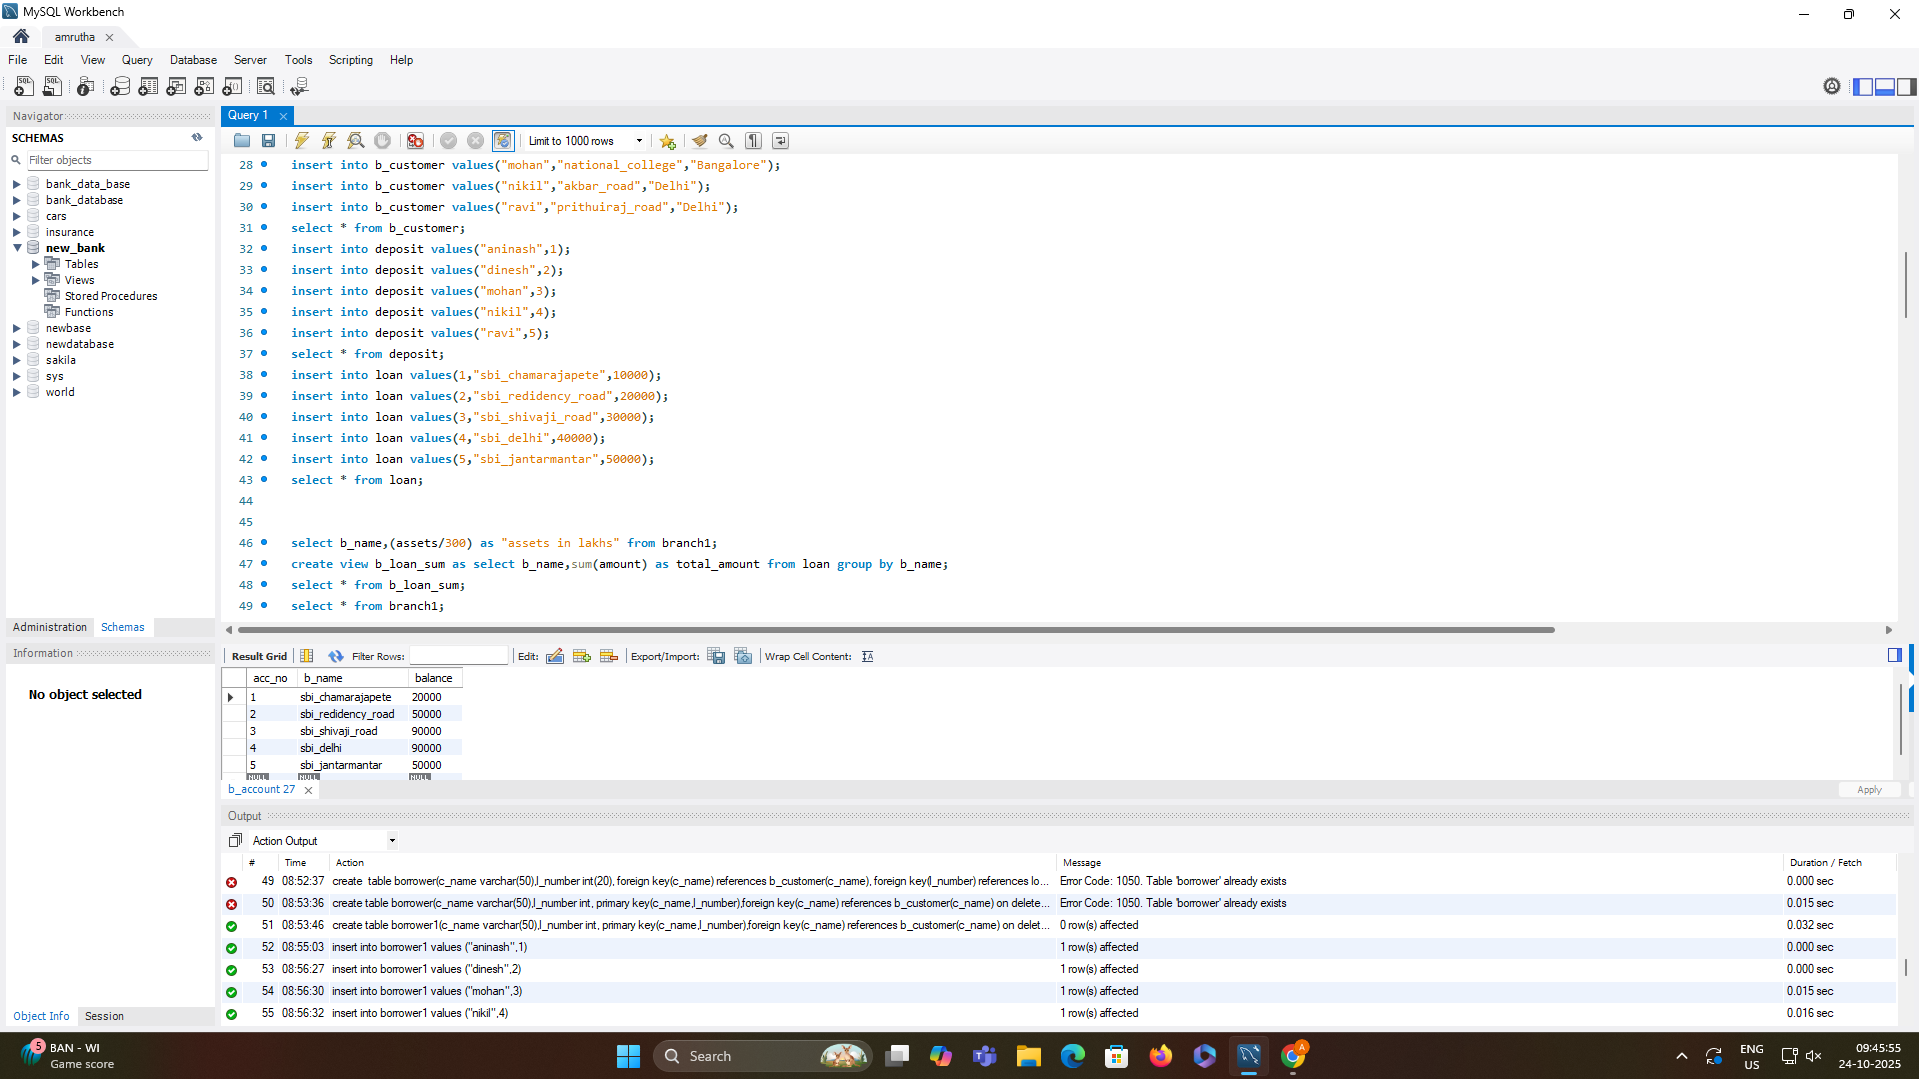 MySQL Workbench
amrutha
File Edit View Query Database Server Tools Scripting Help
Navigator
SCHEMAS
Filter objects
bank_data_base
bank_database
cars
insurance
new_bank
Tables
Views
Stored Procedures
Functions
newbase
newdatabase
sakila
sys
world
Administration Schemas
Information
No object selected
Object Info Session
Query 1
Limit to 1000 rows
28 insert into b_customer values("mohan","national_college","Bangalore");
29 insert into b_customer values("nikil","akbar_road","Delhi");
30 insert into b_customer values("ravi","prithuiraj_road","Delhi");
31 select * from b_customer;
32 insert into deposit values("aninash",1);
33 insert into deposit values("dinesh",2);
34 insert into deposit values("mohan",3);
35 insert into deposit values("nikil",4);
36 insert into deposit values("ravi",5);
37 select * from deposit;
38 insert into loan values(1,"sbi_chamarajapete",10000);
39 insert into loan values(2,"sbi_redidency_road",20000);
40 insert into loan values(3,"sbi_shivaji_road",30000);
41 insert into loan values(4,"sbi_delhi",40000);
42 insert into loan values(5,"sbi_jantarmantar",50000);
43 select * from loan;
44
45
46 select b_name,(assets/300) as "assets in lakhs" from branch1;
47 create view b_loan_sum as select b_name,sum(amount) as total_amount from loan group by b_name;
48 select * from b_loan_sum;
49 select * from branch1;
Result Grid Filter Rows: Edit: Export/Import: Wrap Cell Content:
acc_no b_name balance
1 sbi_chamarajapete 20000
2 sbi_redidency_road 50000
3 sbi_shivaji_road 90000
4 sbi_delhi 90000
5 sbi_jantarmantar 50000
NULL NULL NULL
b_account 27 Apply
Output
Action Output
# Time Action Message Duration / Fetch
49 08:52:37 create table borrower(c_name varchar(50),l_number int(20), foreign key(c_name) references b_customer(c_name), foreign key(l_number) references lo... Error Code: 1050. Table 'borrower' already exists 0.000 sec
50 08:53:36 create table borrower(c_name varchar(50),l_number int, primary key(c_name,l_number),foreign key(c_name) references b_customer(c_name) on delete... Error Code: 1050. Table 'borrower' already exists 0.015 sec
51 08:53:46 create table borrower1(c_name varchar(50),l_number int, primary key(c_name,l_number),foreign key(c_name) references b_customer(c_name) on delet... 0 row(s) affected 0.032 sec
52 08:55:03 insert into borrower1 values ("aninash",1) 1 row(s) affected 0.000 sec
53 08:56:27 insert into borrower1 values ("dinesh",2) 1 row(s) affected 0.000 sec
54 08:56:30 insert into borrower1 values ("mohan",3) 1 row(s) affected 0.015 sec
55 08:56:32 insert into borrower1 values ("nikil",4) 1 row(s) affected 0.016 sec
5 BAN - WI
Game score
Search
A
ENG
US
09:45:55
24-10-2025